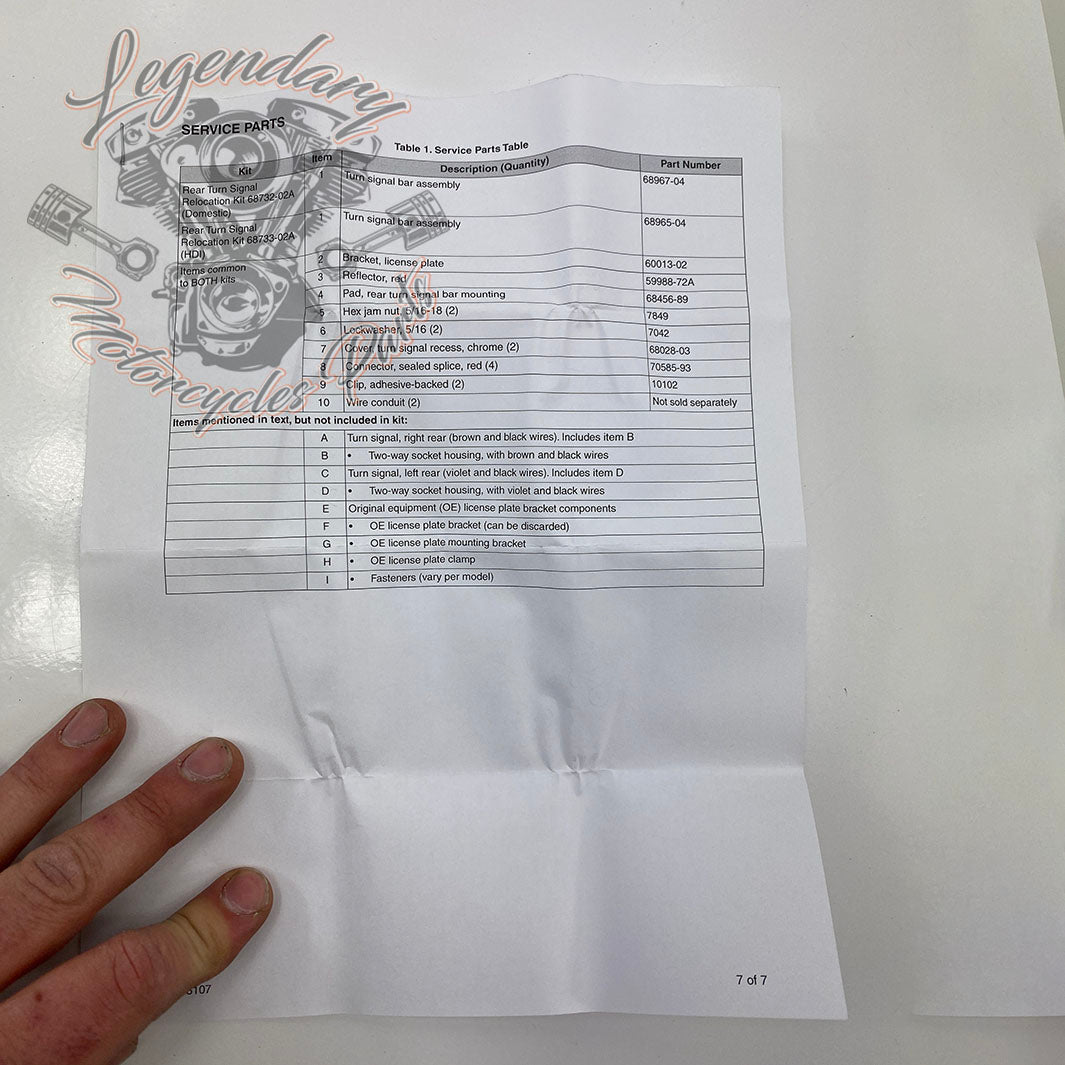 Legendary
Motorcycles Parts
SERVICE PARTS
Table 1. Service Parts Table
Kit Item Description (Quantity) Part Number
Rear Turn Signal 1 Turn signal bar assembly 68967-04
Relocation Kit 68732-02A
(Domestic)
Rear Turn Signal 1 Turn signal bar assembly 68965-04
Relocation Kit 68733-02A
(HDI)
Items common 2 Bracket, license plate 60013-02
to BOTH kits 3 Reflector, red 59988-72A
4 Pad, rear turn signal bar mounting 68456-89
5 Hex jam nut, 5/16-18 (2) 7849
6 Lockwasher, 5/16 (2) 7042
7 Cover, turn signal recess, chrome (2) 68028-03
8 Connector, sealed splice, red (4) 70585-93
9 Clip, adhesive-backed (2) 10102
10 Wire conduit (2) Not sold separately
Items mentioned in text, but not included in kit:
A Turn signal, right rear (brown and black wires). Includes item B
B • Two-way socket housing, with brown and black wires
C Turn signal, left rear (violet and black wires). Includes item D
D • Two-way socket housing, with violet and black wires
E Original equipment (OE) license plate bracket components
F • OE license plate bracket (can be discarded)
G • OE license plate mounting bracket
H • OE license plate clamp
I • Fasteners (vary per model)
7 of 7